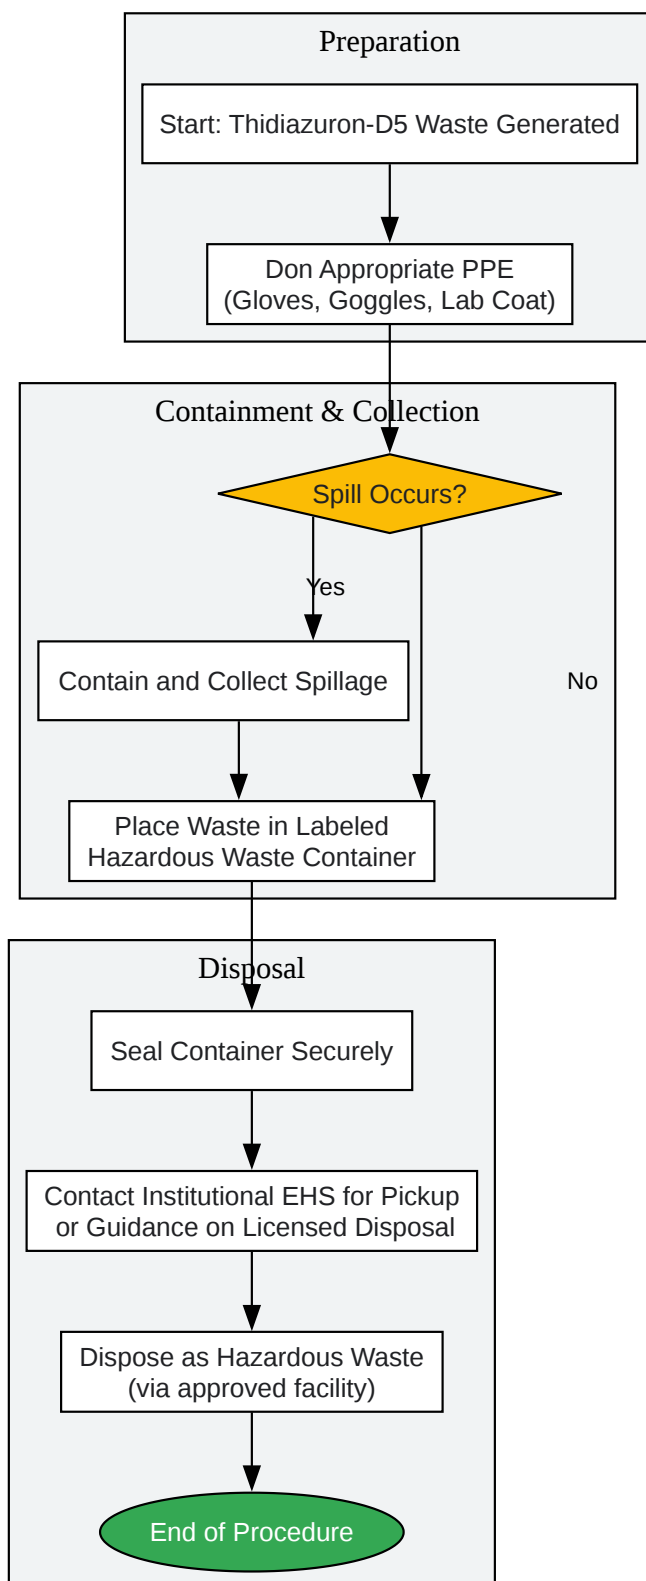 Preparation
Start: Thidiazuron-D5 Waste Generated
Don Appropriate PPE
(Gloves, Goggles, Lab Coat)
Containment & Collection
Spill Occurs?
Yes
Contain and Collect Spillage
No
Place Waste in Labeled
Hazardous Waste Container
Disposal
Seal Container Securely
Contact Institutional EHS for Pickup
or Guidance on Licensed Disposal
Dispose as Hazardous Waste
(via approved facility)
End of Procedure